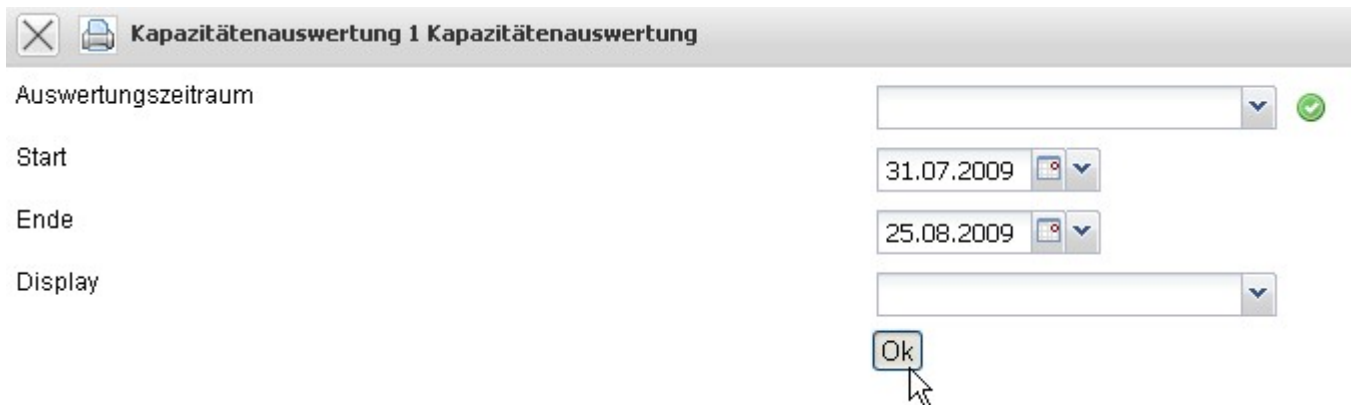 Kapazitätenauswertung 1 Kapazitätenauswertung
Auswertungszeitraum
Start 31.07.2009
Ende 25.08.2009
Display
Ok